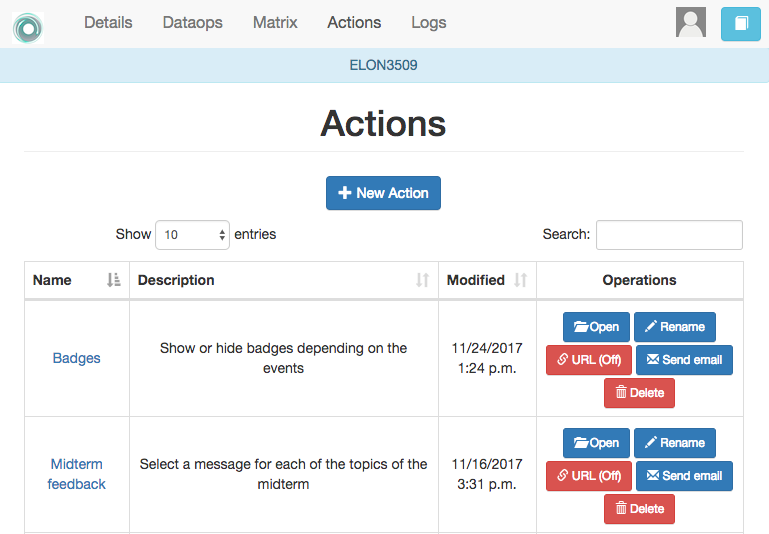 Details Dataops Matrix Actions Logs
ELON3509
Actions
New Action
Show 10 entries Search:
Name Description Modified Operations
Badges
Show or hide badges depending on the
events
11/24/2017
1:24 p.m.
Open Rename
URL (Off) Send email
Delete
Midterm
feedback
Select a message for each of the topics of the
midterm
11/16/2017
3:31 p.m.
Open Rename
URL (Off) Send email
Delete